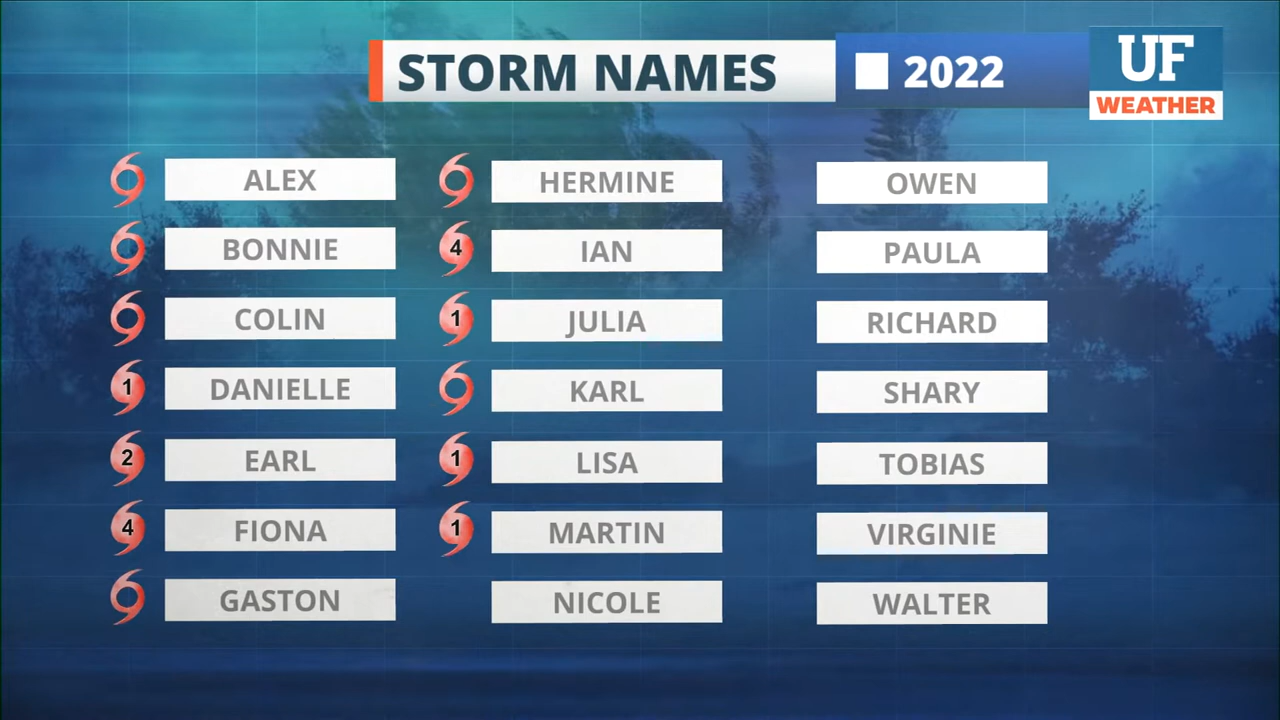 STORM NAMES
2022
UF
WEATHER
ALEX
BONNIE
COLIN
1 DANIELLE
2 EARL
4 FIONA
GASTON
HERMINE
4 IAN
1 JULIA
KARL
1 LISA
1 MARTIN
NICOLE
OWEN
PAULA
RICHARD
SHARY
TOBIAS
VIRGINIE
WALTER